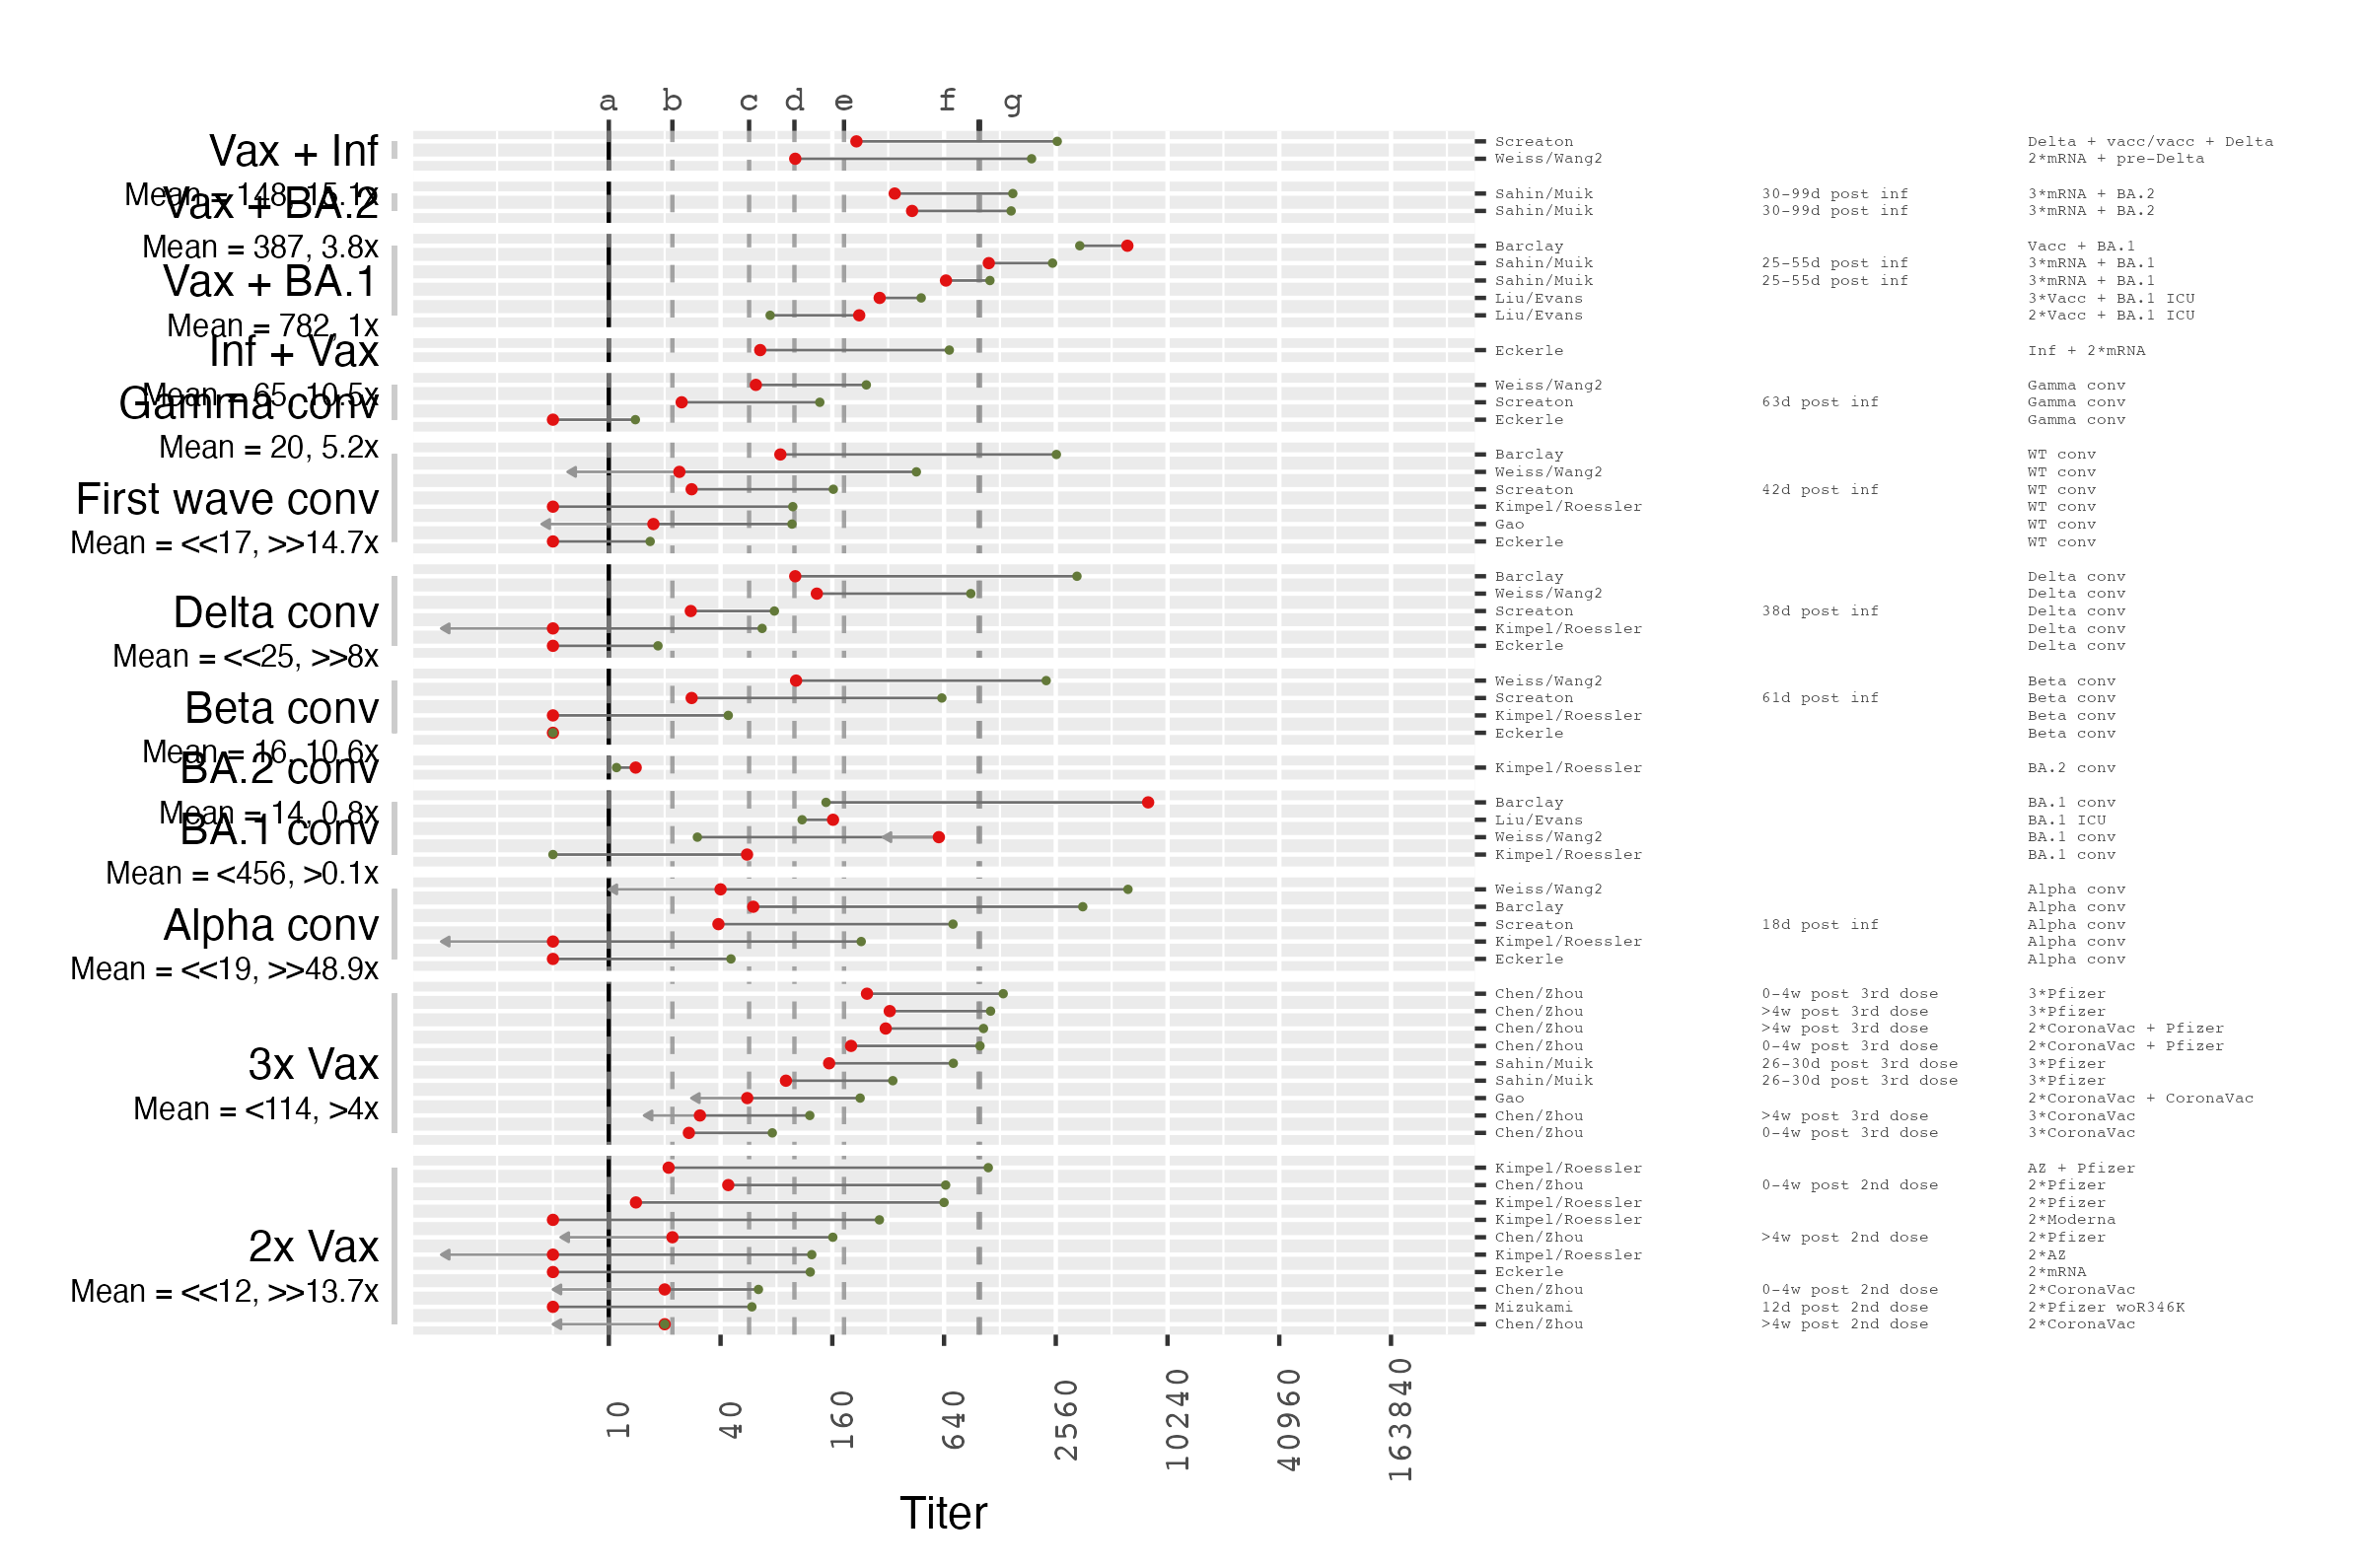 a b c d e f g
Vax + Inf
Mean = 148, 15.1x
Screaton Delta + vacc/vacc + Delta
Weiss/Wang2 2*mRNA + pre-Delta
Vax + BA.2
Mean = 387, 3.8x
Sahin/Muik 30-99d post inf 3*mRNA + BA.2
Sahin/Muik 30-99d post inf 3*mRNA + BA.2
Vax + BA.1
Mean = 782, 1x
Barclay Vacc + BA.1
Sahin/Muik 25-55d post inf 3*mRNA + BA.1
Sahin/Muik 25-55d post inf 3*mRNA + BA.1
Liu/Evans 3*Vacc + BA.1 ICU
Liu/Evans 2*Vacc + BA.1 ICU
Inf + Vax
Mean = 65, 10.5x
Eckerle Inf + 2*mRNA
Gamma conv
Mean = 20, 5.2x
Weiss/Wang2 Gamma conv
Screaton 63d post inf Gamma conv
Eckerle Gamma conv
First wave conv
Mean = <<17, >>14.7x
Barclay WT conv
Weiss/Wang2 WT conv
Screaton 42d post inf WT conv
Kimpel/Roessler WT conv
Gao WT conv
Eckerle WT conv
Delta conv
Mean = <<25, >>8x
Barclay Delta conv
Weiss/Wang2 Delta conv
Screaton 38d post inf Delta conv
Kimpel/Roessler Delta conv
Eckerle Delta conv
Beta conv
Mean = 16, 10.6x
Weiss/Wang2 Beta conv
Screaton 61d post inf Beta conv
Kimpel/Roessler Beta conv
Eckerle Beta conv
BA.2 conv
Mean = 14, 0.8x
Kimpel/Roessler BA.2 conv
BA.1 conv
Mean = <456, >0.1x
Barclay BA.1 conv
Liu/Evans BA.1 ICU
Weiss/Wang2 BA.1 conv
Kimpel/Roessler BA.1 conv
Alpha conv
Mean = <<19, >>48.9x
Weiss/Wang2 Alpha conv
Barclay Alpha conv
Screaton 18d post inf Alpha conv
Kimpel/Roessler Alpha conv
Eckerle Alpha conv
3x Vax
Mean = <114, >4x
Chen/Zhou 0-4w post 3rd dose 3*Pfizer
Chen/Zhou >4w post 3rd dose 3*Pfizer
Chen/Zhou >4w post 3rd dose 2*CoronaVac + Pfizer
Chen/Zhou 0-4w post 3rd dose 2*CoronaVac + Pfizer
Sahin/Muik 26-30d post 3rd dose 3*Pfizer
Sahin/Muik 26-30d post 3rd dose 3*Pfizer
Gao 2*CoronaVac + CoronaVac
Chen/Zhou >4w post 3rd dose 3*CoronaVac
Chen/Zhou 0-4w post 3rd dose 3*CoronaVac
2x Vax
Mean = <<12, >>13.7x
Kimpel/Roessler AZ + Pfizer
Chen/Zhou 0-4w post 2nd dose 2*Pfizer
Kimpel/Roessler 2*Pfizer
Kimpel/Roessler 2*Moderna
Chen/Zhou >4w post 2nd dose 2*Pfizer
Kimpel/Roessler 2*AZ
Eckerle 2*mRNA
Chen/Zhou 0-4w post 2nd dose 2*CoronaVac
Mizukami 12d post 2nd dose 2*Pfizer woR346K
Chen/Zhou >4w post 2nd dose 2*CoronaVac
10 40 160 640 2560 10240 40960 163840
Titer